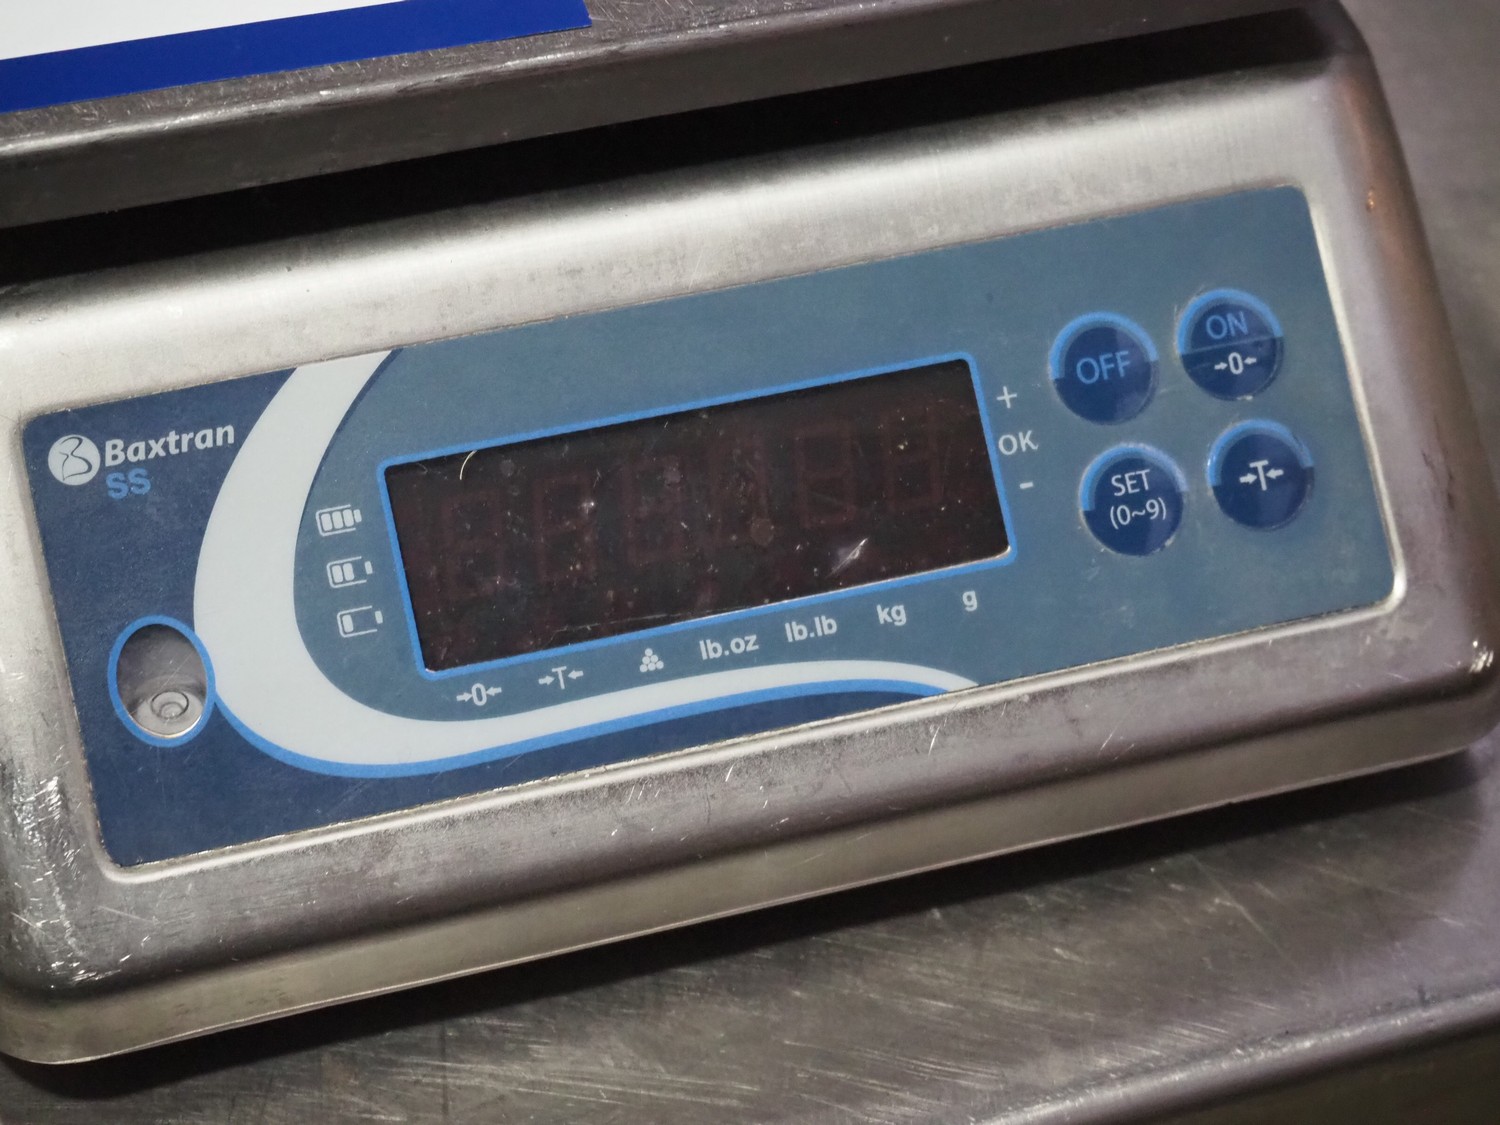 Baxtran
SS
+
OK
-
OFF
ON
→0←
SET
(0~9)
→T←
→0←
→T←
lb.oz
lb.lb
kg
g